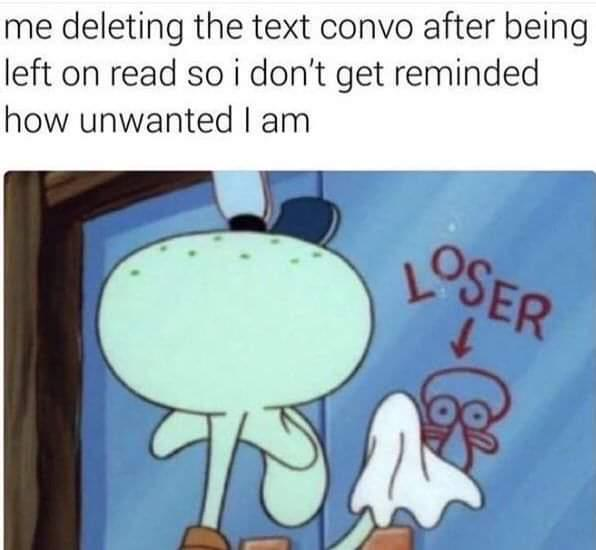 me deleting the text convo after being
left on read so i don't get reminded
how unwanted I am
LOSER